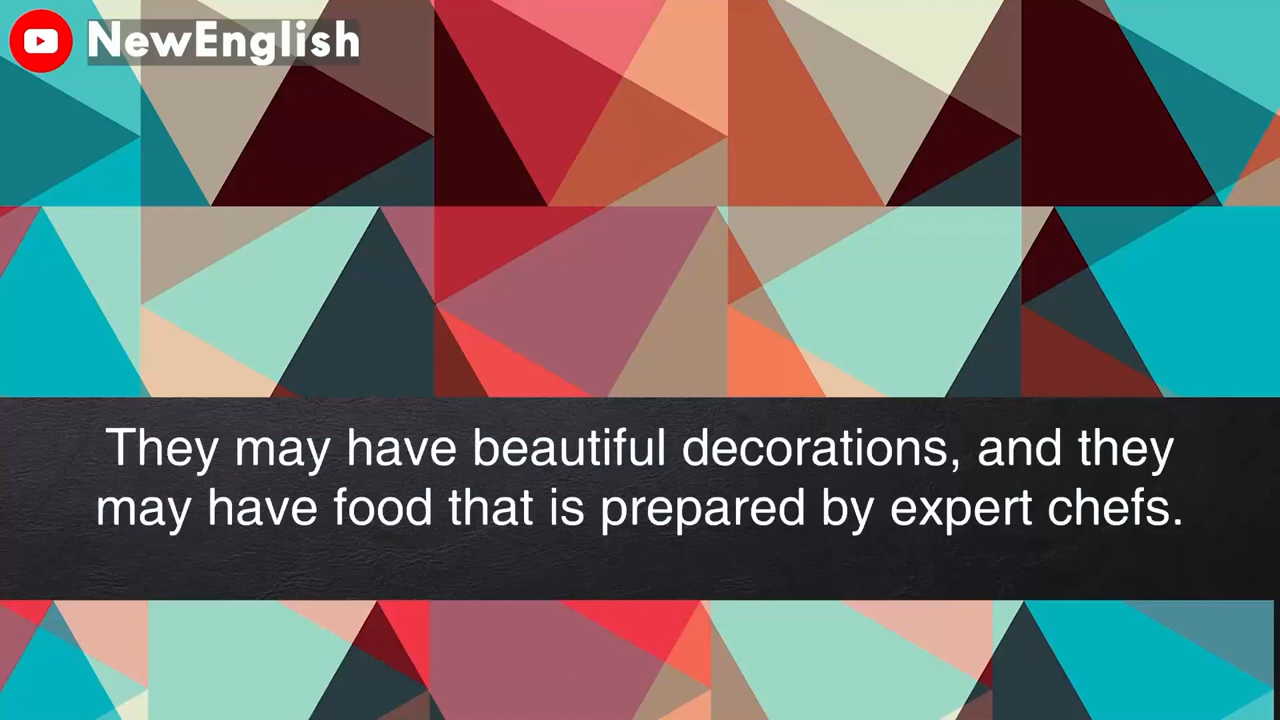 NewEnglish
They may have beautiful decorations, and they
may have food that is prepared by expert chefs.